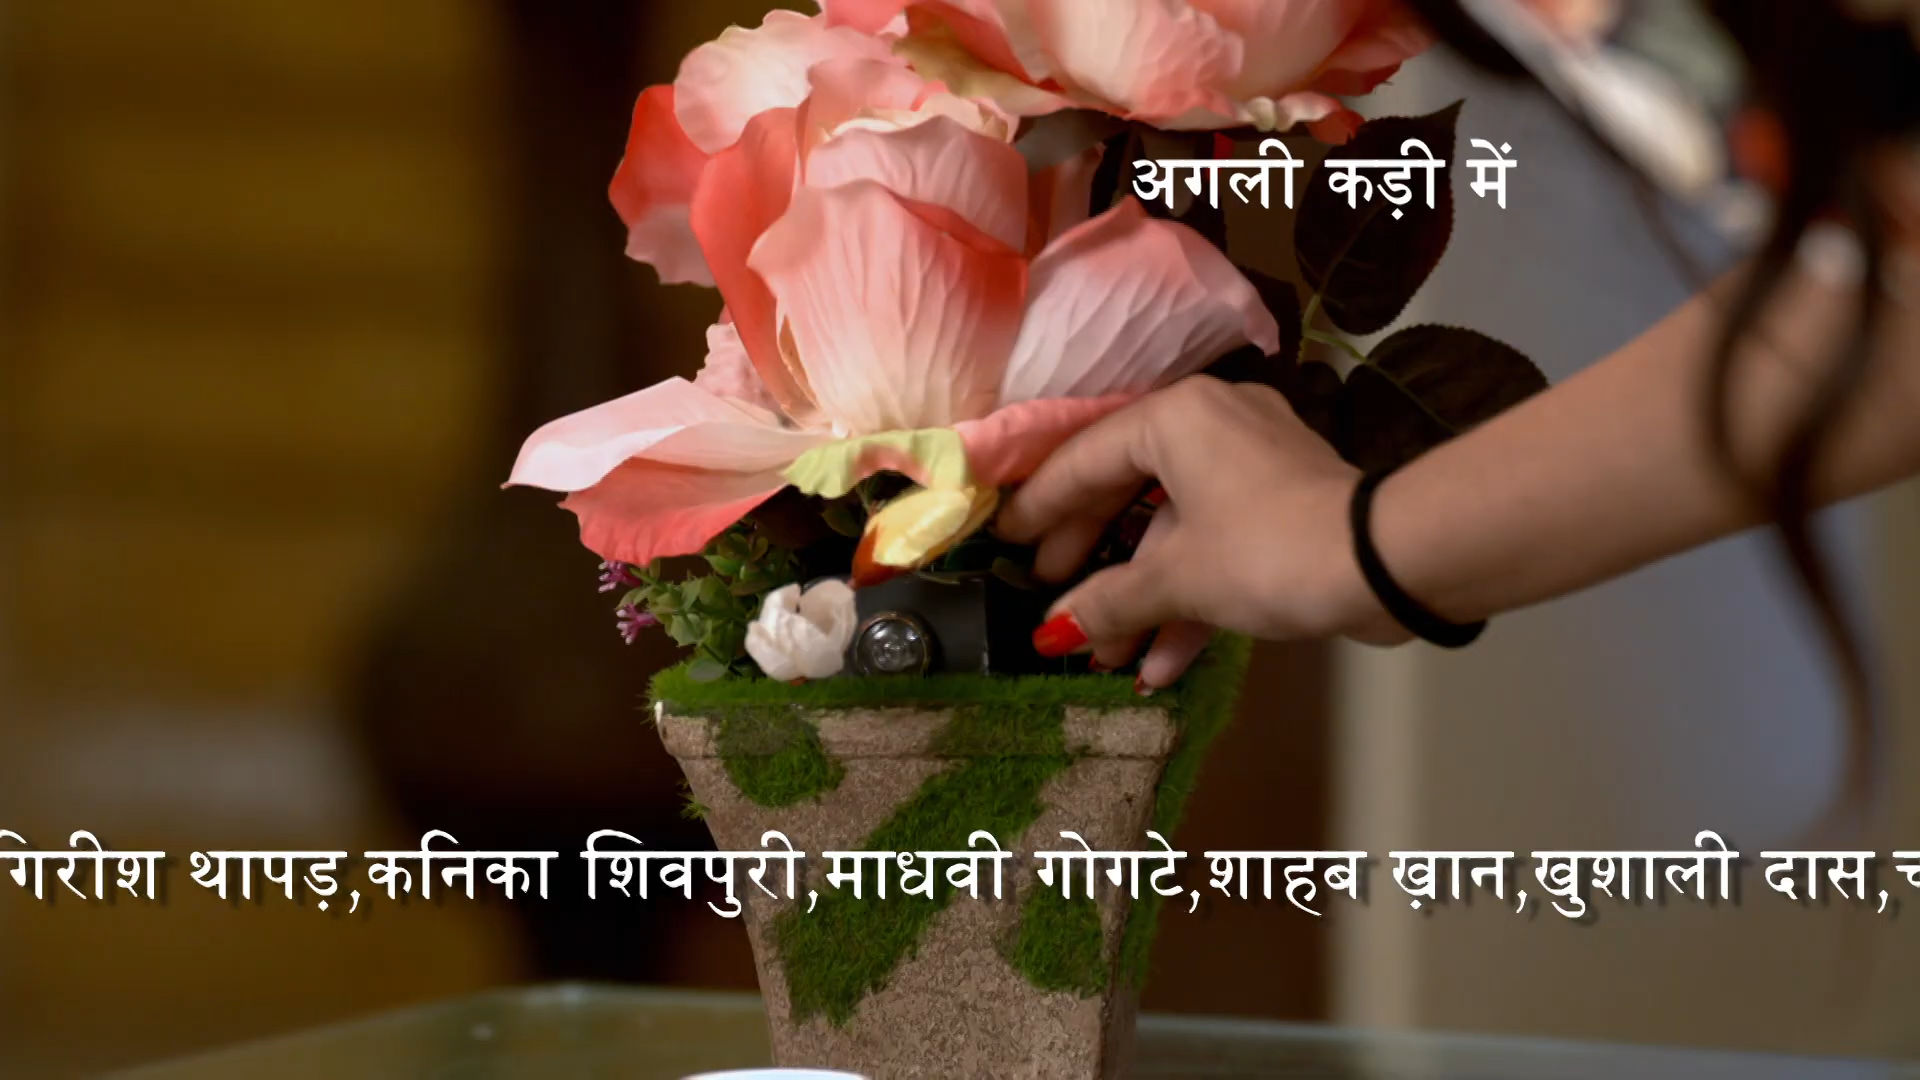 अगली कड़ी में
गिरीश थापड़,कनिका शिवपुरी,माधवी गोगटे,शाहब ख़ान,खुशाली दास,